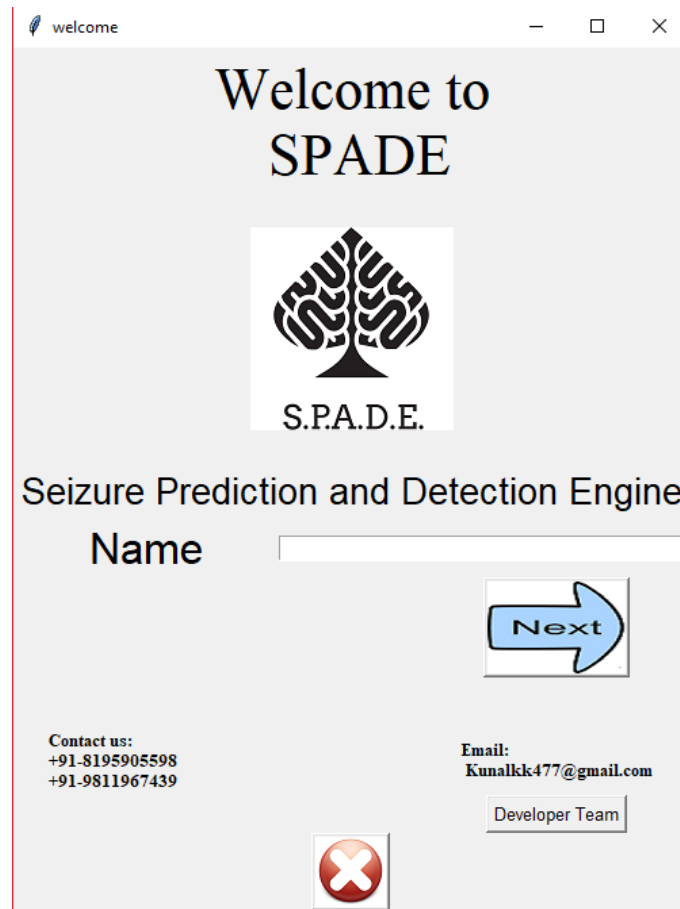 welcome
Welcome to
SPADE
S.P.A.D.E.
Seizure Prediction and Detection Engine
Name
Next
Contact us:
+91-8195905598
+91-9811967439
Email:
Kunalkk477@gmail.com
Developer Team